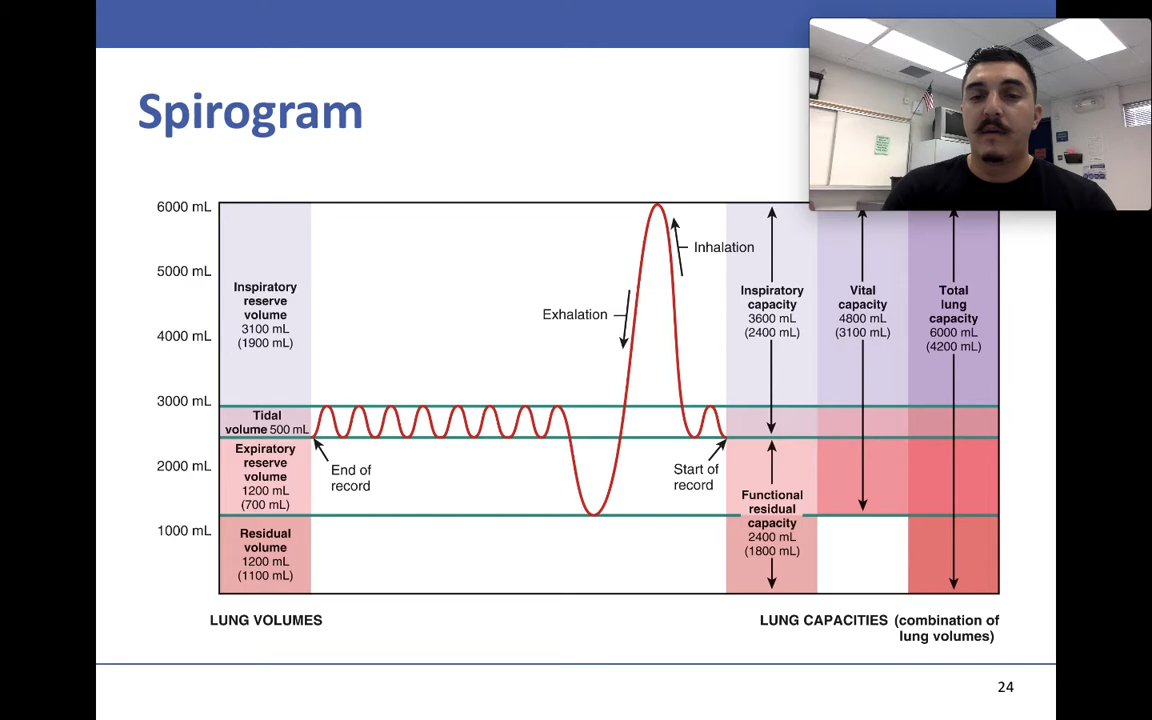 Spirogram
6000 mL
5000 mL
4000 mL
3000 mL
2000 mL
1000 mL
Inspiratory
reserve
volume
3100 mL
(1900 mL)
Tidal
volume 500 mL
Expiratory
reserve
volume
1200 mL
(700 mL)
Residual
volume
1200 mL
(1100 mL)
End of
record
Exhalation
Inhalation
Start of
record
Inspiratory
capacity
3600 mL
(2400 mL)
Functional
residual
capacity
2400 mL
(1800 mL)
Vital
capacity
4800 mL
(3100 mL)
Total
lung
capacity
6000 mL
(4200 mL)
LUNG VOLUMES
LUNG CAPACITIES (combination of
lung volumes)
24